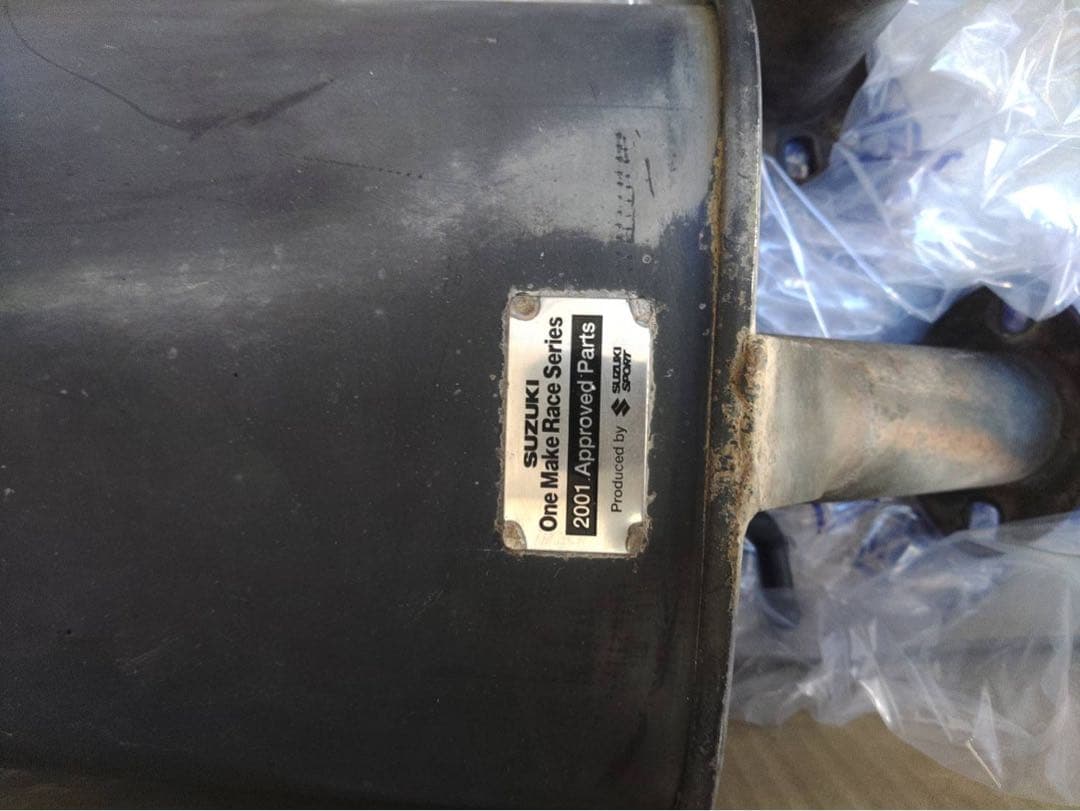 SUZUKI
One Make Race Series
2001.Approved Parts
Produced by SUZUKI SPORT